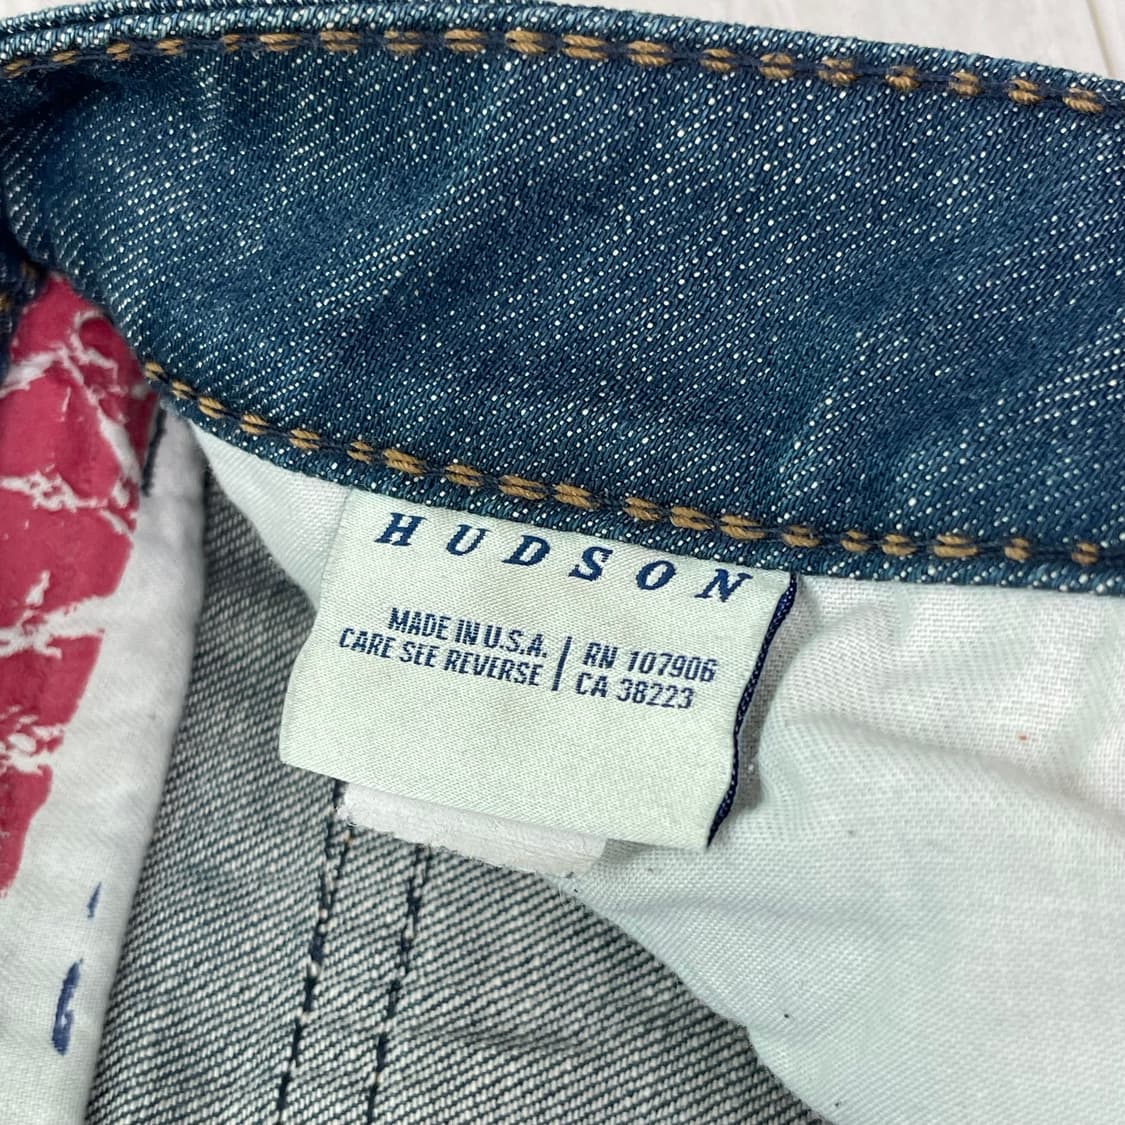 HUDSON
MADE IN U.S.A.
CARE SEE REVERSE
RN 107906
CA 38223